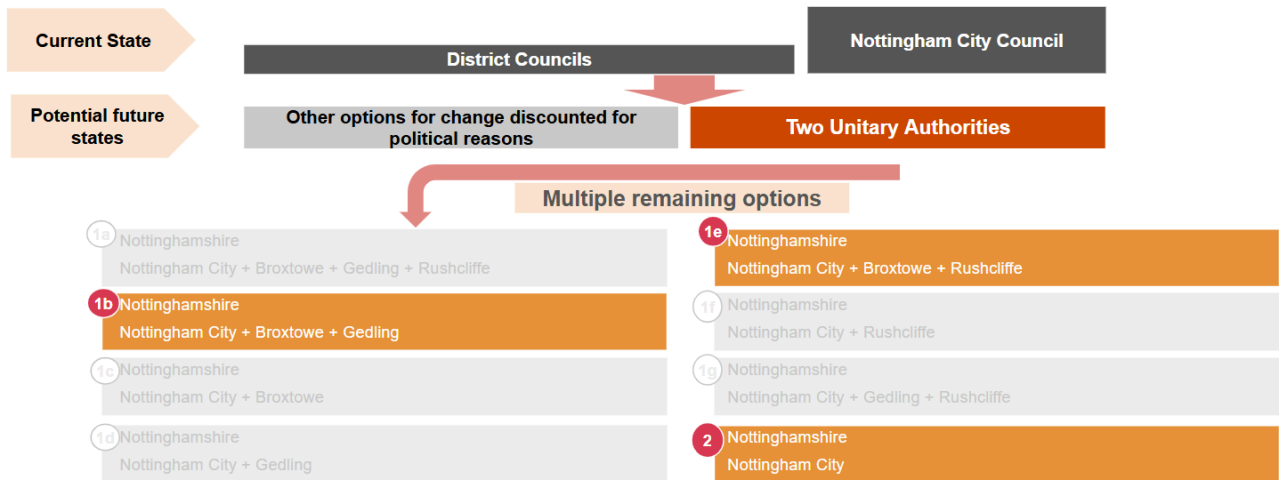 Current State
District Councils
Nottingham City Council
Potential future
states
Other options for change discounted for
political reasons
Two Unitary Authorities
Multiple remaining options
1a
Nottinghamshire
Nottingham City + Broxtowe + Gedling + Rushcliffe
1b
Nottinghamshire
Nottingham City + Broxtowe + Gedling
1c
Nottinghamshire
Nottingham City + Broxtowe
1d
Nottinghamshire
Nottingham City + Gedling
1e
Nottinghamshire
Nottingham City + Broxtowe + Rushcliffe
1f
Nottinghamshire
Nottingham City + Rushcliffe
1g
Nottinghamshire
Nottingham City + Gedling + Rushcliffe
2
Nottinghamshire
Nottingham City